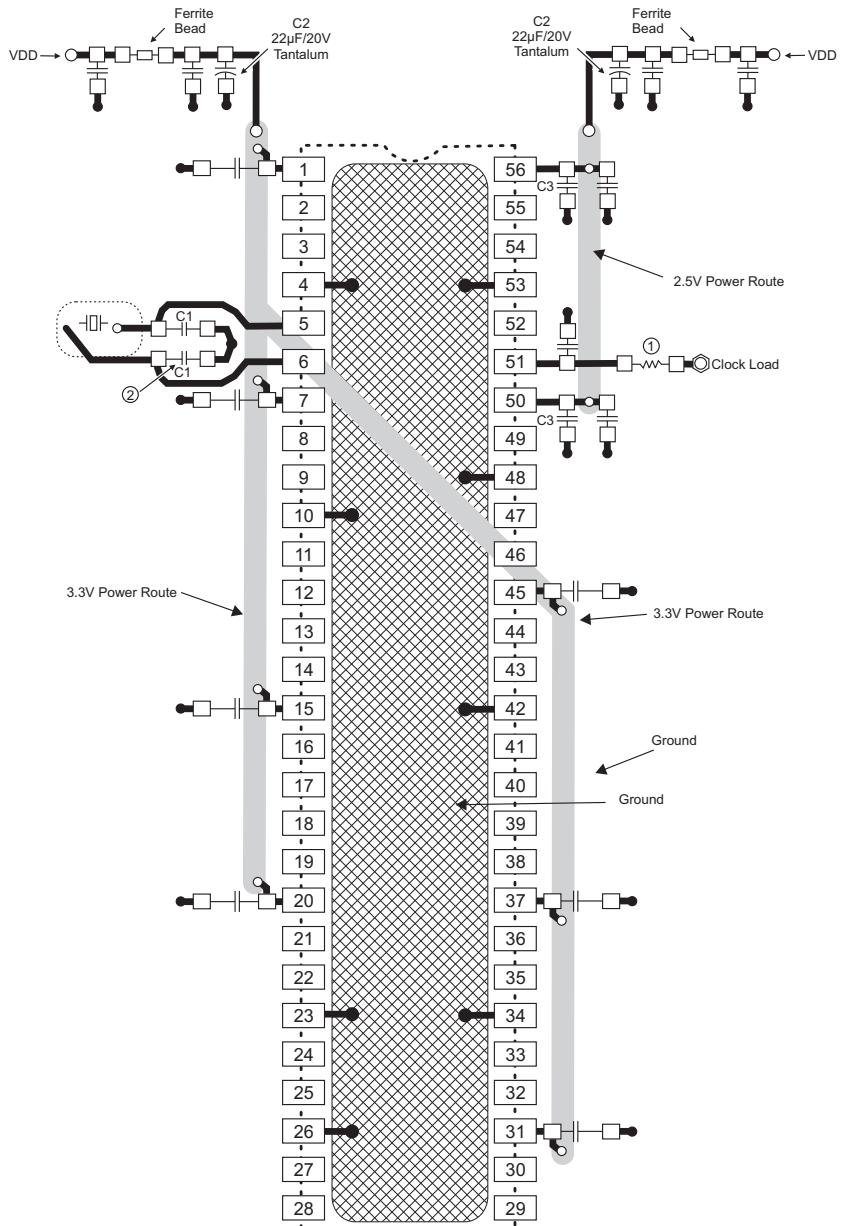 Ferrite
Bead
C2
22µF/20V
Tantalum
VDD
C2
22µF/20V
Tantalum
Ferrite
Bead
VDD
1
56
C3
2
55
3
54
4
53
2.5V Power Route
5
52
C1
6
51
①
Clock Load
C1
②
7
50
C3
8
49
9
48
10
47
11
46
12
45
3.3V Power Route
3.3V Power Route
13
44
14
43
15
42
16
41
Ground
17
40
Ground
18
39
19
38
20
37
21
36
22
35
23
34
24
33
25
32
26
31
27
30
28
29